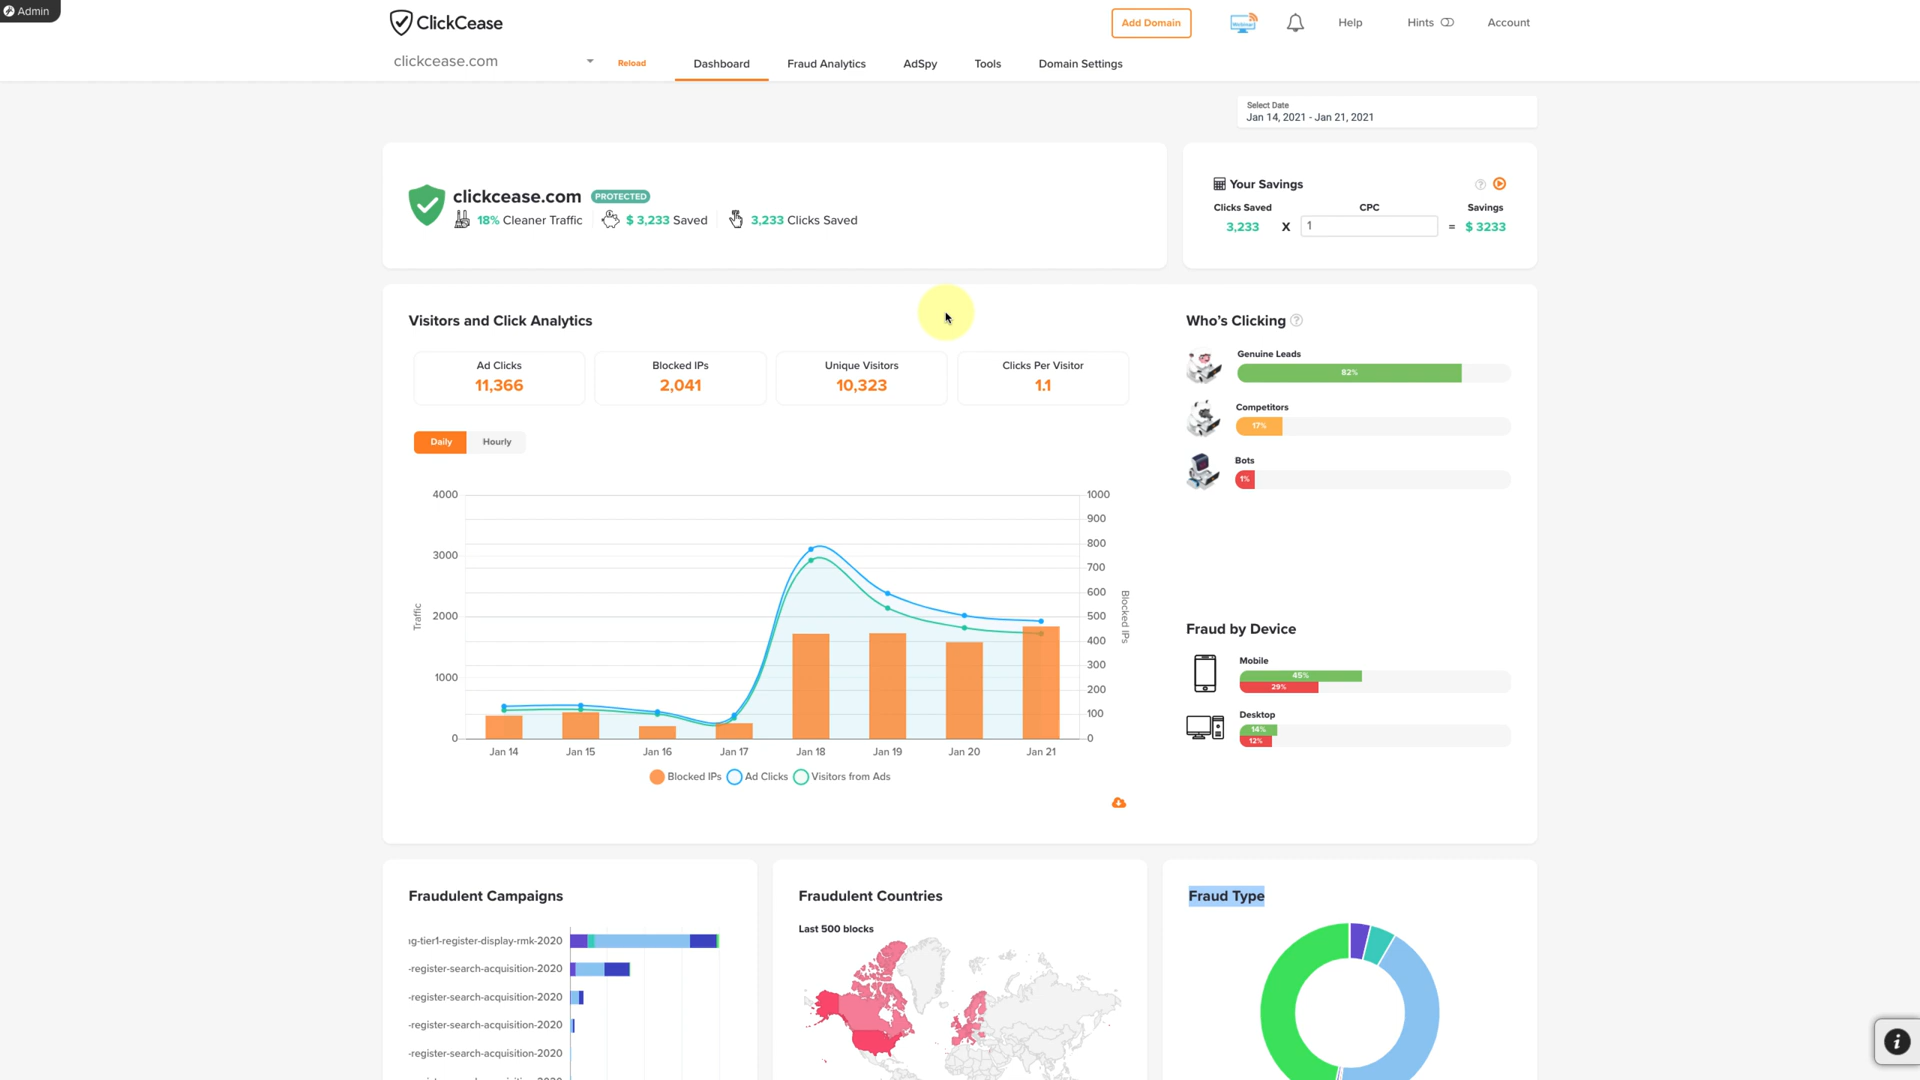 Admin
ClickCease
Add Domain
Webinar
Help
Hints
Account
clickcease.com
Reload
Dashboard
Fraud Analytics
AdSpy
Tools
Domain Settings
Select Date
Jan 14, 2021 - Jan 21, 2021
clickcease.com PROTECTED
18% Cleaner Traffic
$ 3,233 Saved
3,233 Clicks Saved
Your Savings ?
Clicks Saved CPC Savings
3,233 X 1 = $ 3233
Visitors and Click Analytics
Ad Clicks
11,366
Blocked IPs
2,041
Unique Visitors
10,323
Clicks Per Visitor
1.1
Daily
Hourly
Traffic
4000
3000
2000
1000
0
1000
900
800
700
600
500
400
300
200
100
0
Blocked IPs
Jan 14 Jan 15 Jan 16 Jan 17 Jan 18 Jan 19 Jan 20 Jan 21
Blocked IPs Ad Clicks Visitors from Ads
Who's Clicking ?
Genuine Leads
82%
Competitors
17%
Bots
1%
Fraud by Device
Mobile
45%
29%
Desktop
14%
12%
Fraudulent Campaigns
ng-tier1-register-display-rmk-2020
-register-search-acquisition-2020
-register-search-acquisition-2020
-register-search-acquisition-2020
-register-search-acquisition-2020
Fraudulent Countries
Last 500 blocks
Fraud Type
i